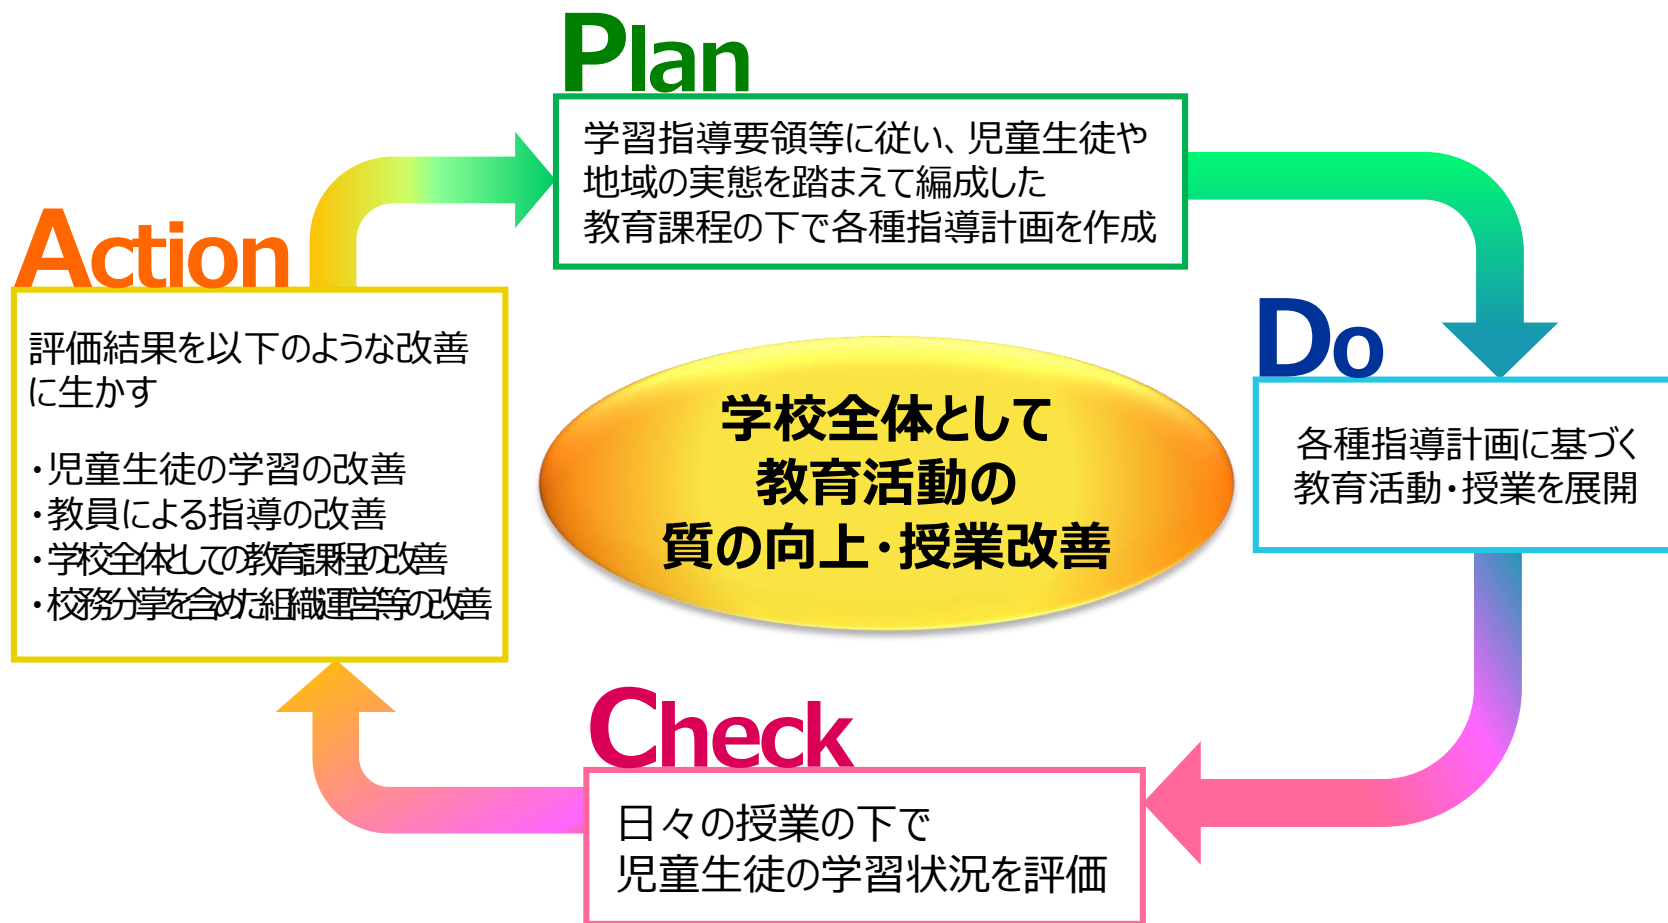 Plan
学習指導要領等に従い、児童生徒や
地域の実態を踏まえて編成した
教育課程の下で各種指導計画を作成
Do
各種指導計画に基づく
教育活動・授業を展開
Check
日々の授業の下で
児童生徒の学習状況を評価
Action
評価結果を以下のような改善
に生かす
・児童生徒の学習の改善
・教員による指導の改善
・学校全体としての教育課程の改善
・校務分掌を含めた組織運営等の改善
学校全体として
教育活動の
質の向上・授業改善